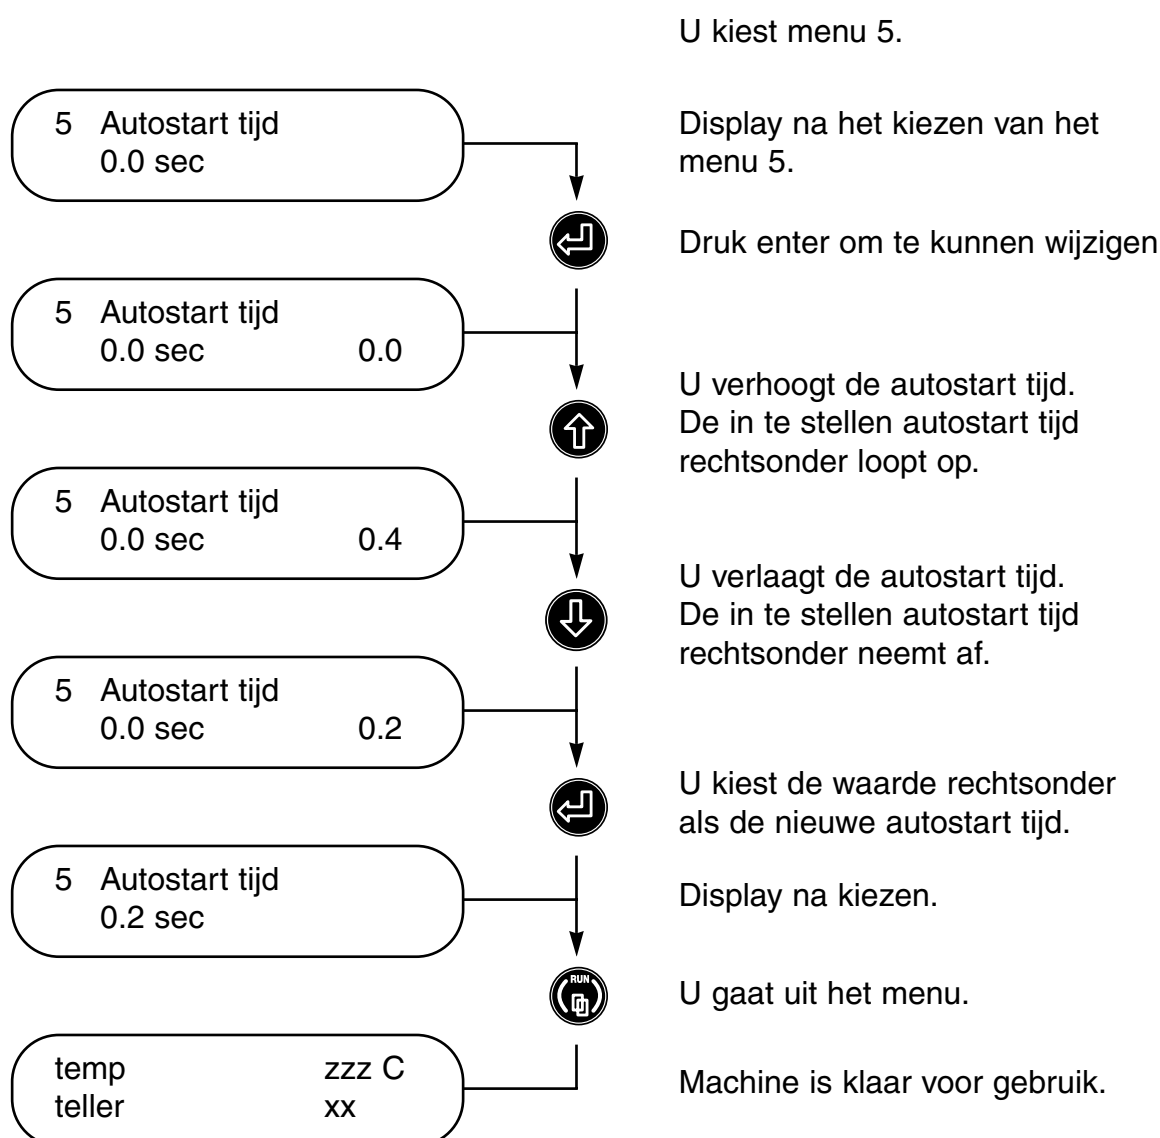 U kiest menu 5.
5 Autostart tijd
0.0 sec
Display na het kiezen van het
menu 5.
Druk enter om te kunnen wijzigen
5 Autostart tijd
0.0 sec 0.0
U verhoogt de autostart tijd.
De in te stellen autostart tijd
rechtsonder loopt op.
5 Autostart tijd
0.0 sec 0.4
U verlaagt de autostart tijd.
De in te stellen autostart tijd
rechtsonder neemt af.
5 Autostart tijd
0.0 sec 0.2
U kiest de waarde rechtsonder
als de nieuwe autostart tijd.
5 Autostart tijd
0.2 sec
Display na kiezen.
RUN
U gaat uit het menu.
temp zzz C
teller xx
Machine is klaar voor gebruik.